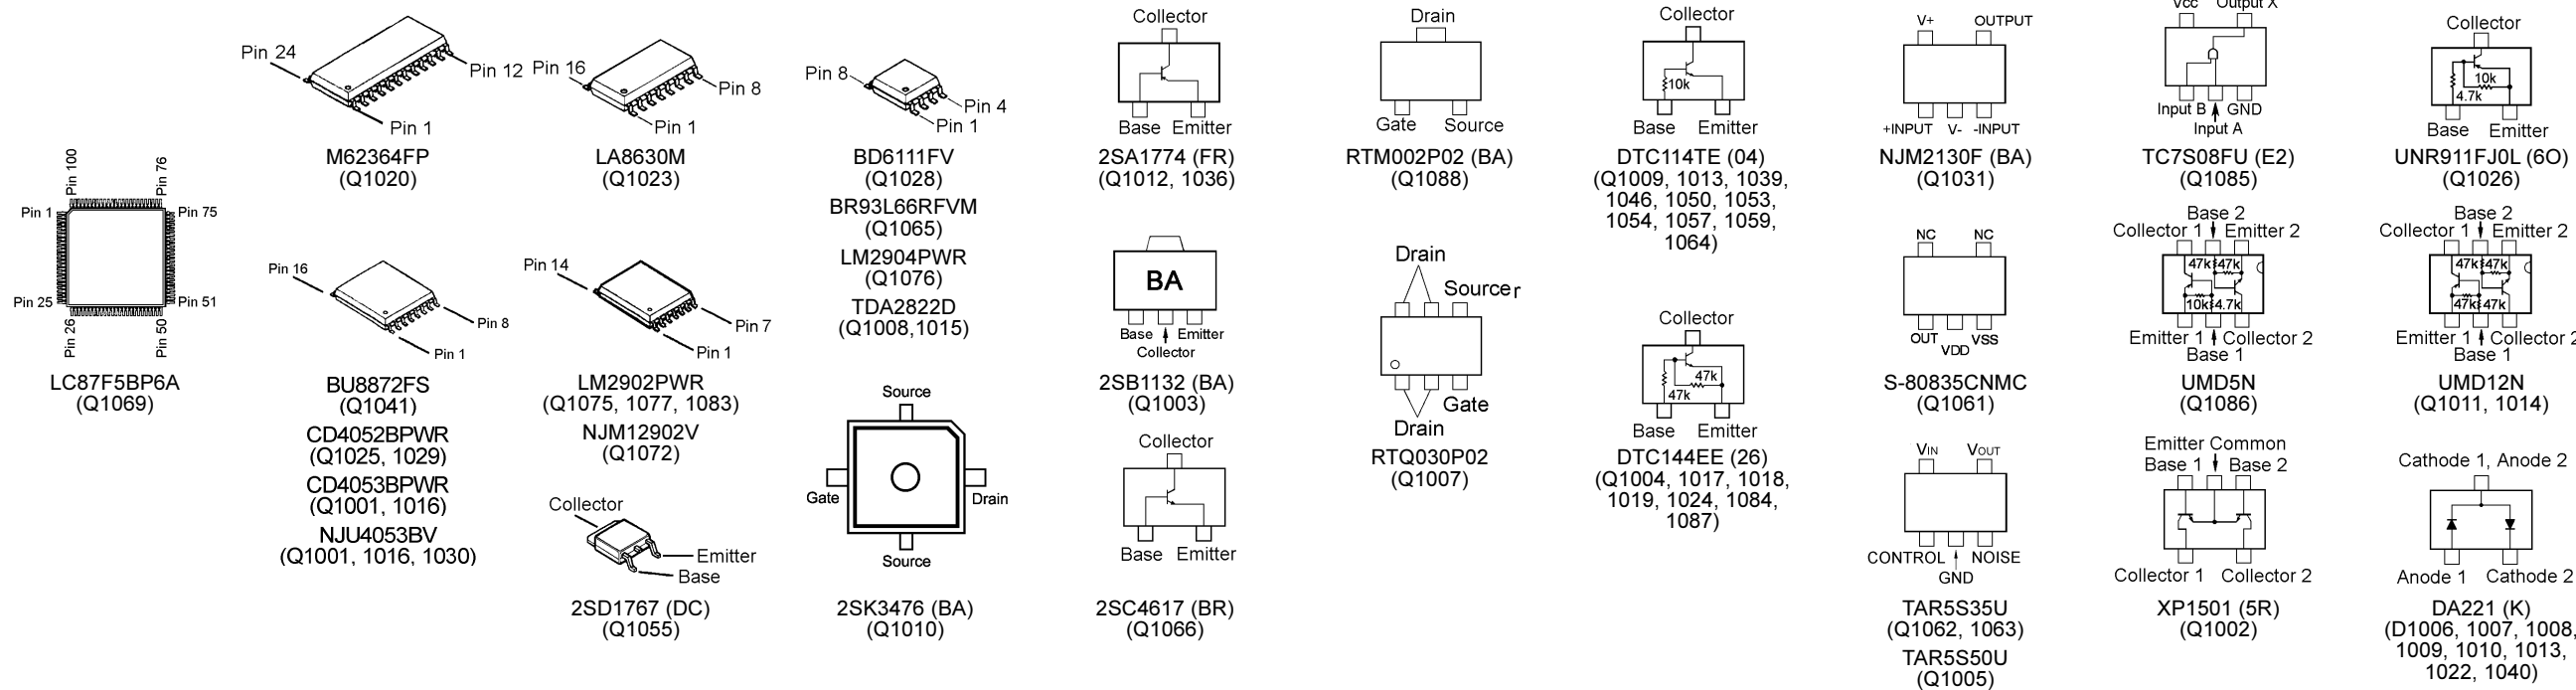 Pin 100
Pin 76
Pin 1
Pin 75
Pin 25
Pin 51
Pin 26
Pin 50
LC87F5BP6A
(Q1069)
Pin 24
Pin 12
Pin 1
M62364FP
(Q1020)
Pin 16
Pin 8
Pin 1
BU8872FS
(Q1041)
CD4052BPWR
(Q1025, 1029)
CD4053BPWR
(Q1001, 1016)
NJU4053BV
(Q1001, 1016, 1030)
Pin 16
Pin 8
Pin 1
LA8630M
(Q1023)
Pin 14
Pin 7
Pin 1
LM2902PWR
(Q1075, 1077, 1083)
NJM12902V
(Q1072)
Collector
Emitter
Base
2SD1767 (DC)
(Q1055)
Pin 8
Pin 4
Pin 1
BD6111FV
(Q1028)
BR93L66RFVM
(Q1065)
LM2904PWR
(Q1076)
TDA2822D
(Q1008,1015)
Source
Gate
Drain
Source
2SK3476 (BA)
(Q1010)
Collector
Base Emitter
2SA1774 (FR)
(Q1012, 1036)
BA
Base Emitter
Collector
2SB1132 (BA)
(Q1003)
Collector
Base Emitter
2SC4617 (BR)
(Q1066)
Drain
Gate Source
RTM002P02 (BA)
(Q1088)
Drain
Sourcer
Gate
Drain
RTQ030P02
(Q1007)
Collector
10k
Base Emitter
DTC114TE (04)
(Q1009, 1013, 1039,
1046, 1050, 1053,
1054, 1057, 1059,
1064)
Collector
47k
47k
Base Emitter
DTC144EE (26)
(Q1004, 1017, 1018,
1019, 1024, 1084,
1087)
V+ OUTPUT
+INPUT V- -INPUT
NJM2130F (BA)
(Q1031)
NC NC
OUT VDD VSS
S-80835CNMC
(Q1061)
VIN VOUT
CONTROL NOISE
GND
TAR5S35U
(Q1062, 1063)
TAR5S50U
(Q1005)
Vcc Output X
Input B GND
Input A
TC7S08FU (E2)
(Q1085)
Base 2
Collector 1 Emitter 2
47k 47k
10k 4.7k
Emitter 1 Collector 2
Base 1
UMD5N
(Q1086)
Emitter Common
Base 1 Base 2
Collector 1 Collector 2
XP1501 (5R)
(Q1002)
Collector
10k
4.7k
Base Emitter
UNR911FJ0L (6O)
(Q1026)
Base 2
Collector 1 Emitter 2
47k 47k
47k 47k
Emitter 1 Collector 2
Base 1
UMD12N
(Q1011, 1014)
Cathode 1, Anode 2
Anode 1 Cathode 2
DA221 (K)
(D1006, 1007, 1008,
1009, 1010, 1013,
1022, 1040)